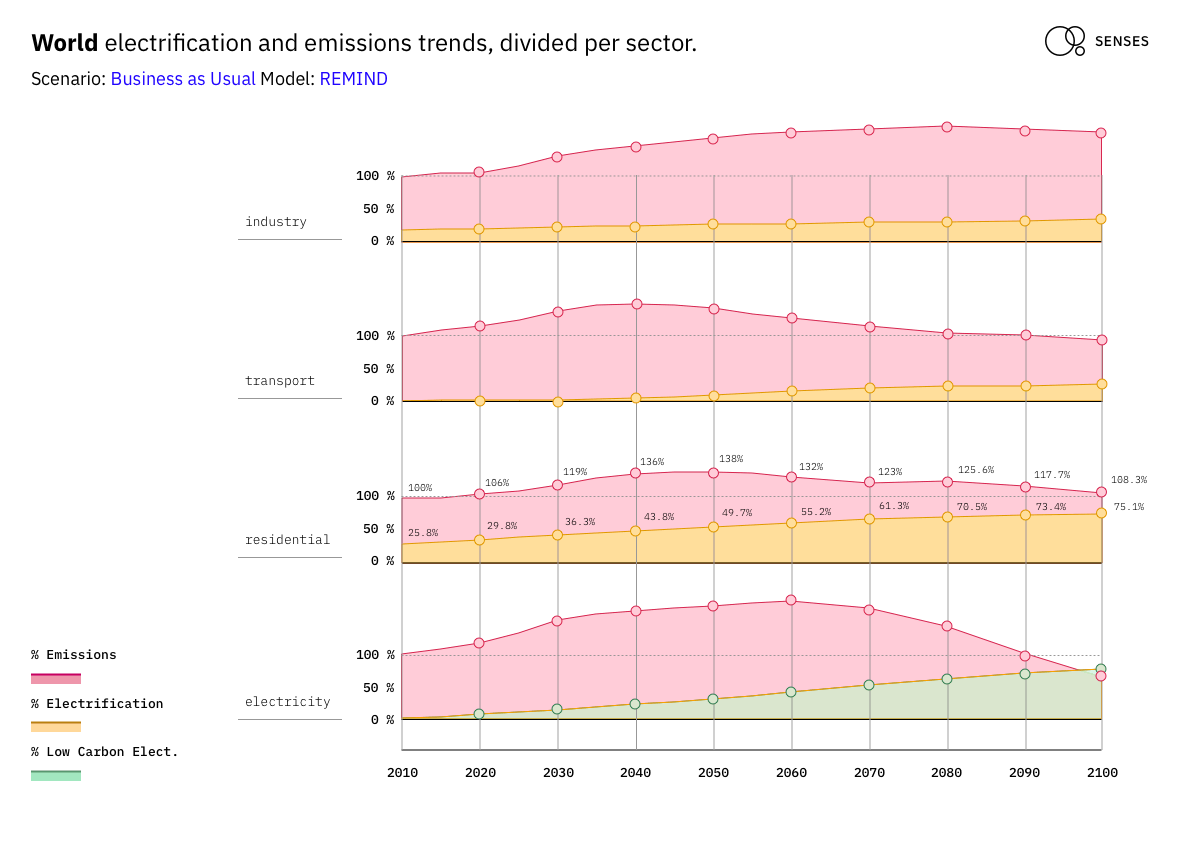 World electrification and emissions trends, divided per sector.
SENSES
Scenario: Business as Usual Model: REMIND
100 %
50 %
0 %
industry
100 %
50 %
0 %
transport
100%
106%
119%
136%
138%
132%
123%
125.6%
117.7%
108.3%
100 %
50 %
0 %
25.8%
29.8%
36.3%
43.8%
49.7%
55.2%
61.3%
70.5%
73.4%
75.1%
residential
100 %
50 %
0 %
electricity
% Emissions
% Electrification
% Low Carbon Elect.
2010 2020 2030 2040 2050 2060 2070 2080 2090 2100